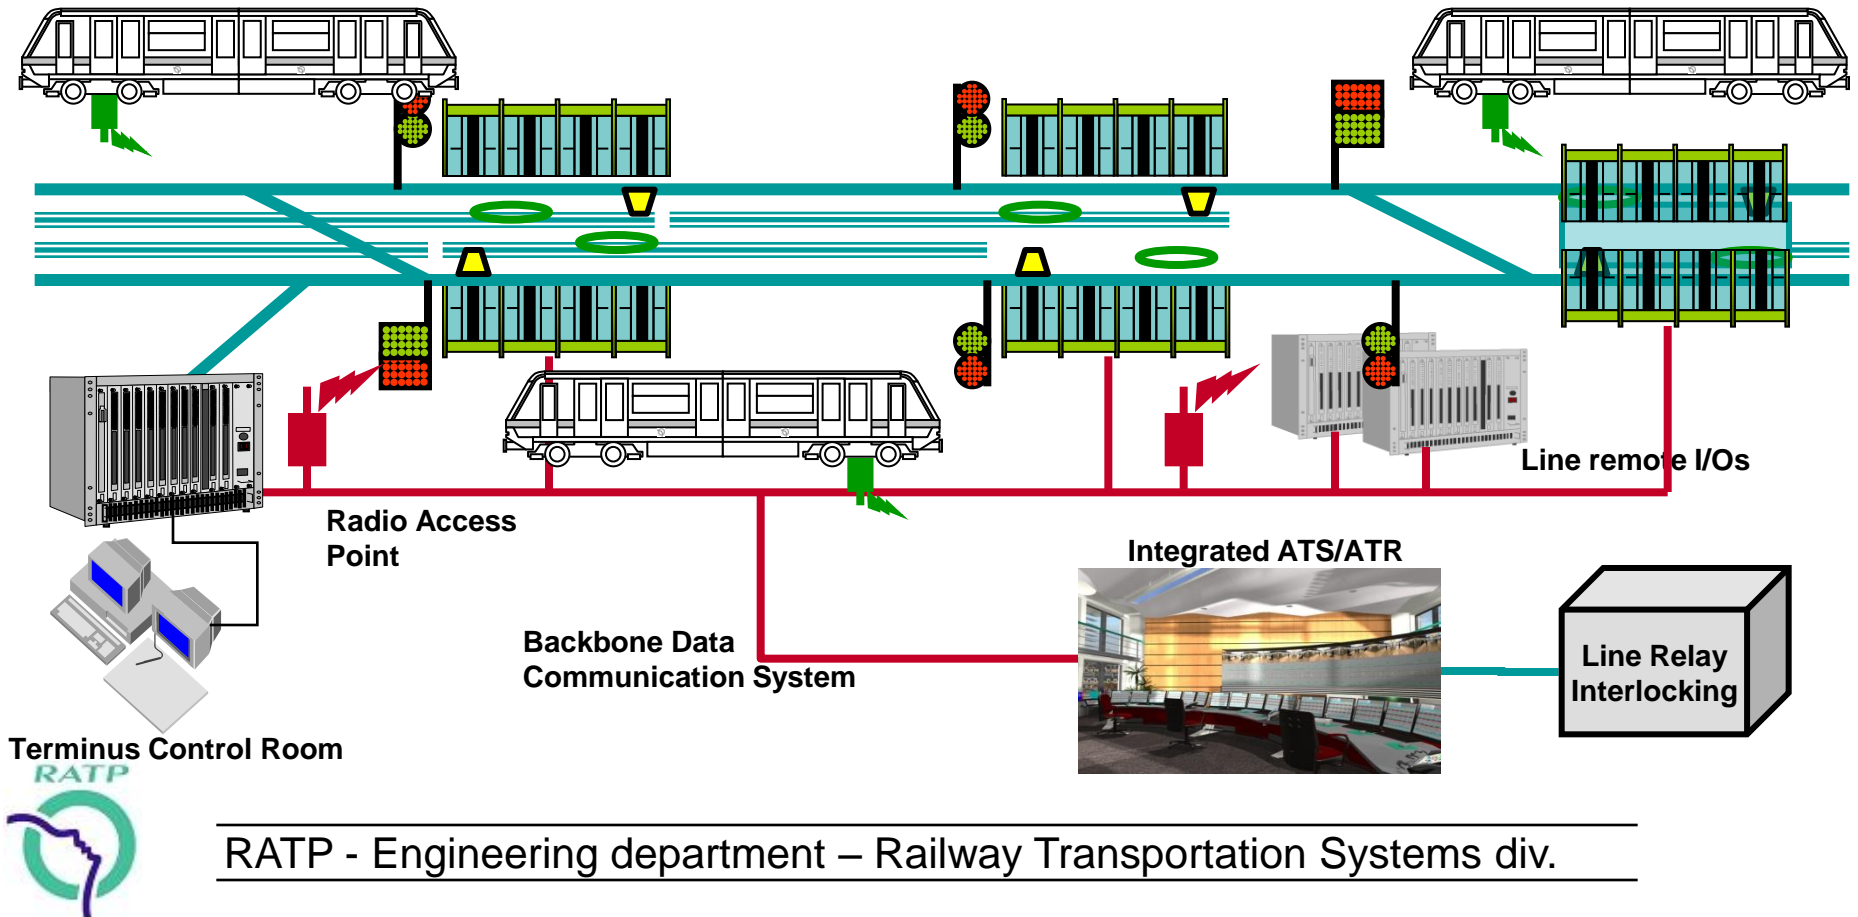 Line remote I/Os
Radio Access
Point
Integrated ATS/ATR
Backbone Data
Communication System
Line Relay
Interlocking
Terminus Control Room
RATP
RATP - Engineering department – Railway Transportation Systems div.